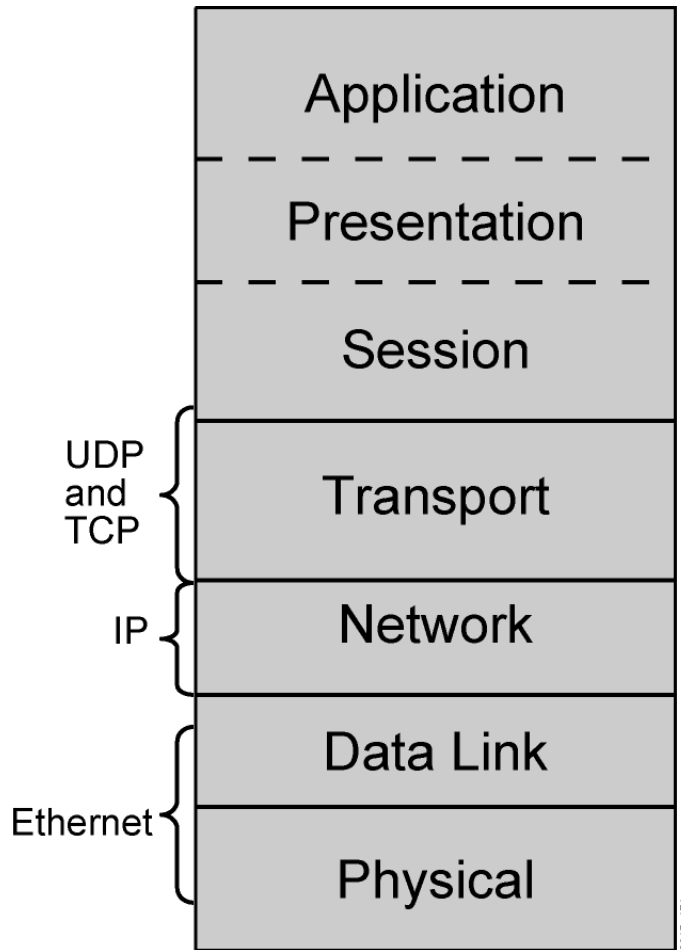 Application
Presentation
Session
UDP
and
TCP
Transport
IP
Network
Data Link
Ethernet
Physical